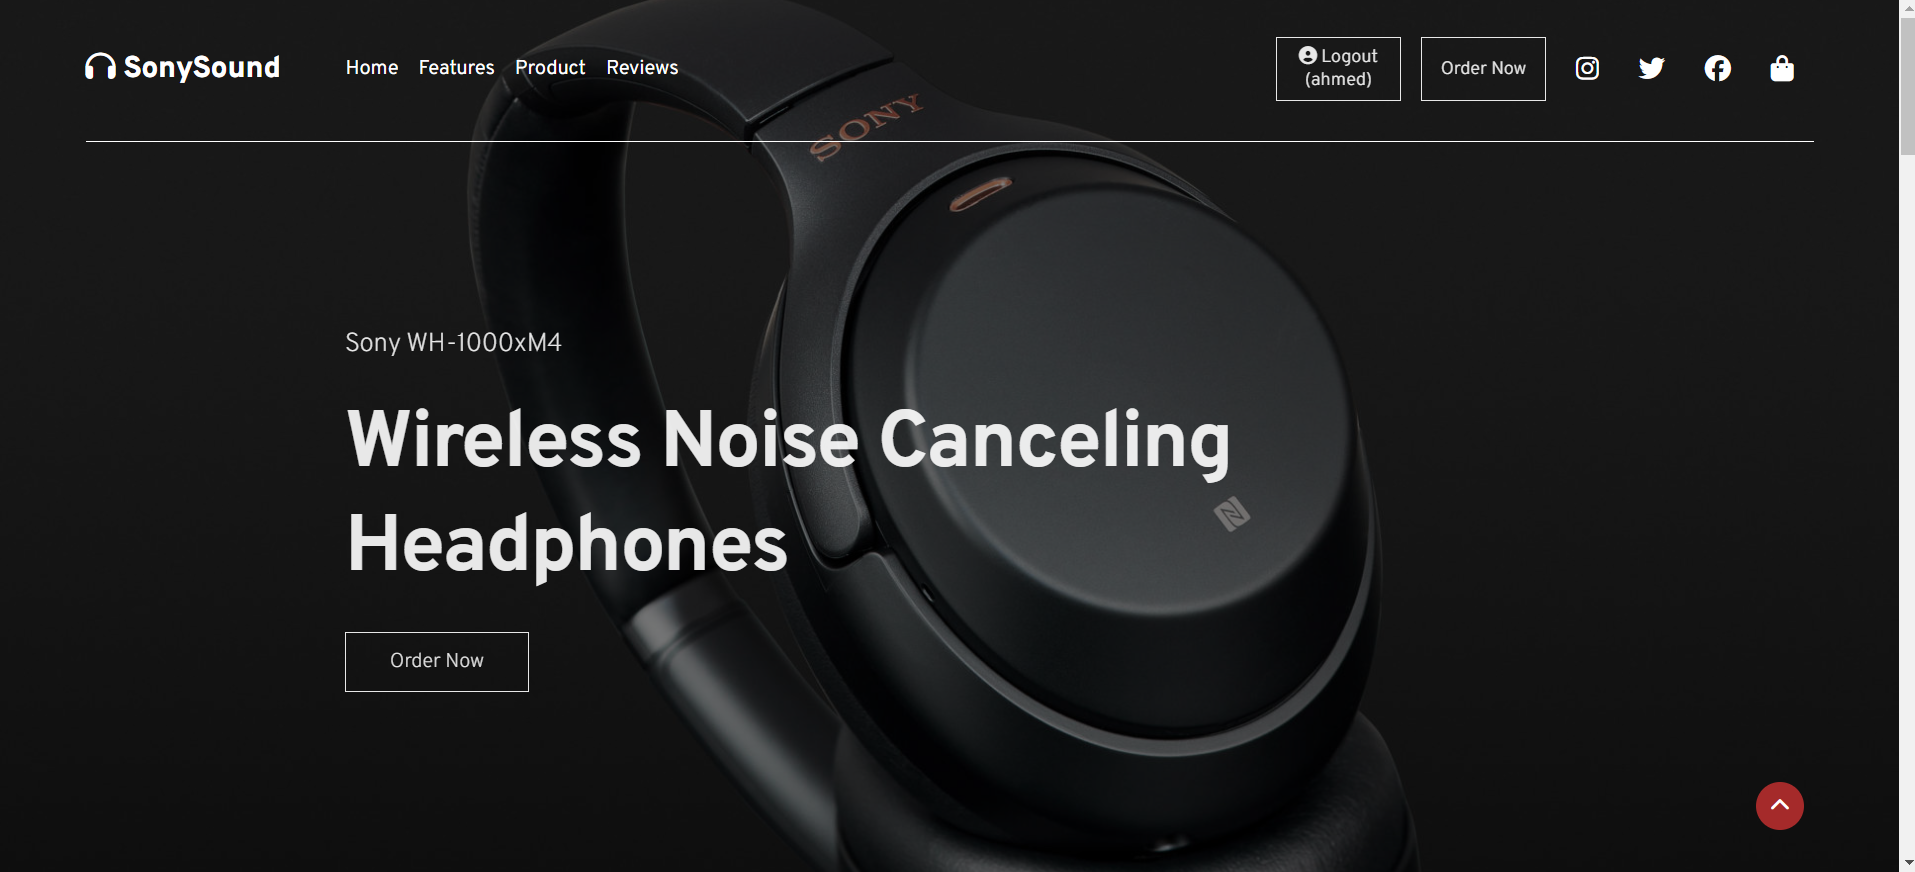 SonySound
Home Features Product Reviews
Logout
(ahmed)
Order Now
SONY
Sony WH-1000xM4
Wireless Noise Canceling
Headphones
Order Now